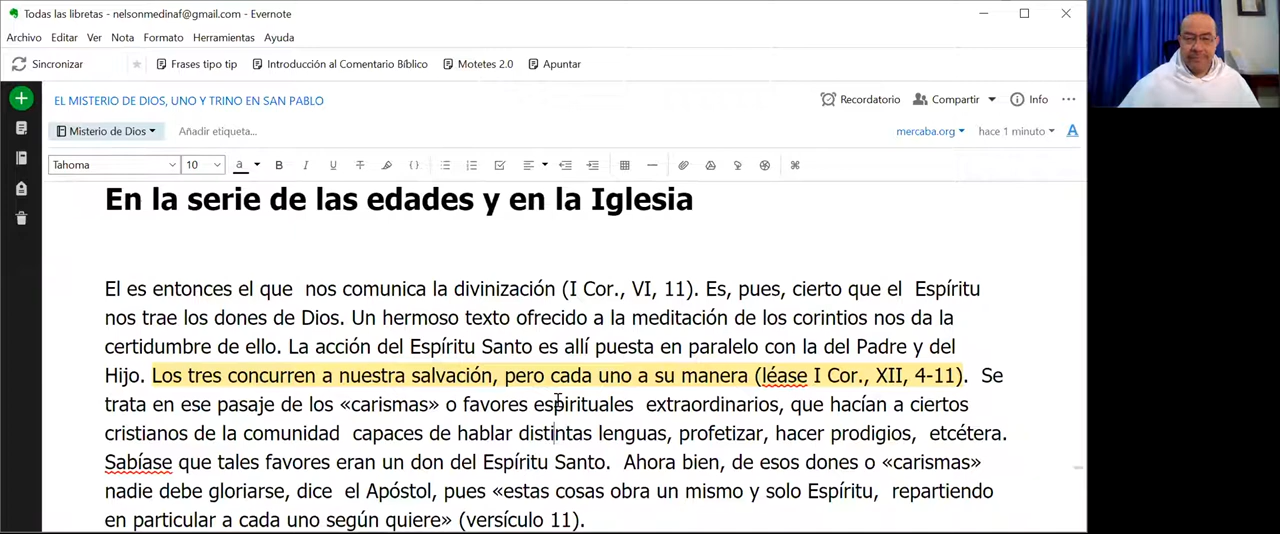 Todas las libretas - nelsonmedinaf@gmail.com - Evernote
Archivo Editar Ver Nota Formato Herramientas Ayuda
Sincronizar Frases tipo tip Introducción al Comentario Bíblico Motetes 2.0 Apuntar
EL MISTERIO DE DIOS, UNO Y TRINO EN SAN PABLO Recordatorio Compartir Info
Misterio de Dios Añadir etiqueta... mercaba.org hace 1 minuto A
Tahoma 10 a B I U T
En la serie de las edades y en la Iglesia
El es entonces el que nos comunica la divinización (I Cor., VI, 11). Es, pues, cierto que el Espíritu
nos trae los dones de Dios. Un hermoso texto ofrecido a la meditación de los corintios nos da la
certidumbre de ello. La acción del Espíritu Santo es allí puesta en paralelo con la del Padre y del
Hijo. Los tres concurren a nuestra salvación, pero cada uno a su manera (léase I Cor., XII, 4-11). Se
trata en ese pasaje de los «carismas» o favores espirituales extraordinarios, que hacían a ciertos
cristianos de la comunidad capaces de hablar distintas lenguas, profetizar, hacer prodigios, etcétera.
Sabíase que tales favores eran un don del Espíritu Santo. Ahora bien, de esos dones o «carismas»
nadie debe gloriarse, dice el Apóstol, pues «estas cosas obra un mismo y solo Espíritu, repartiendo
en particular a cada uno según quiere» (versículo 11).